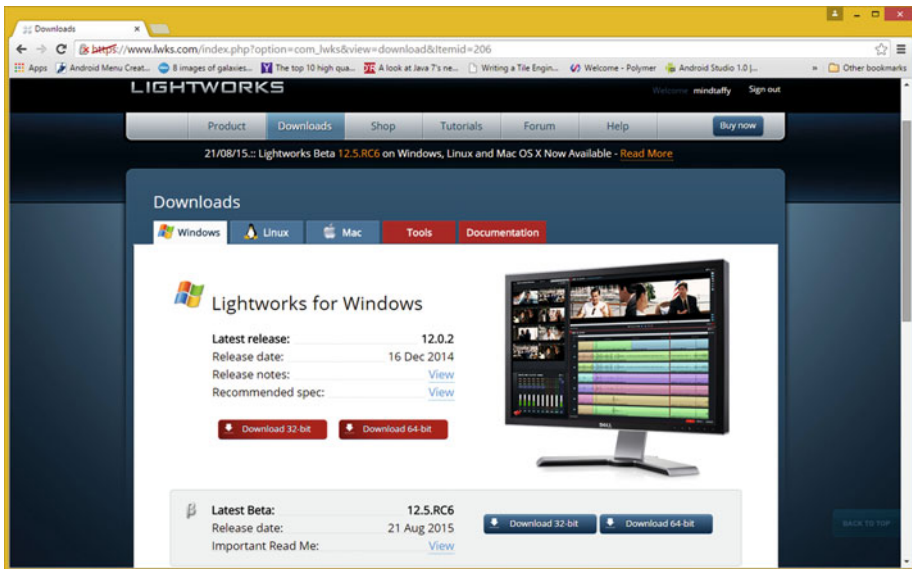 Downloads
https://www.lwks.com/index.php?option=com_lwks&view=download&Itemid=206
Apps Android Menu Creat... 8 images of galaxies... The top 10 high qua... A look at Java 7's ne... Writing a Tile Engin... Welcome - Polymer Android Studio 1.0 |... » Other bookmarks
LIGHTWORKS
Welcome mindtaffy Sign out
Product Downloads Shop Tutorials Forum Help Buy now
21/08/15.:: Lightworks Beta 12.5.RC6 on Windows, Linux and Mac OS X Now Available - Read More
Downloads
Windows Linux Mac Tools Documentation
Lightworks for Windows
Latest release: 12.0.2
Release date: 16 Dec 2014
Release notes: View
Recommended spec: View
Download 32-bit Download 64-bit
DELL
β Latest Beta: 12.5.RC6
Release date: 21 Aug 2015
Important Read Me: View
Download 32-bit Download 64-bit
BACK TO TOP